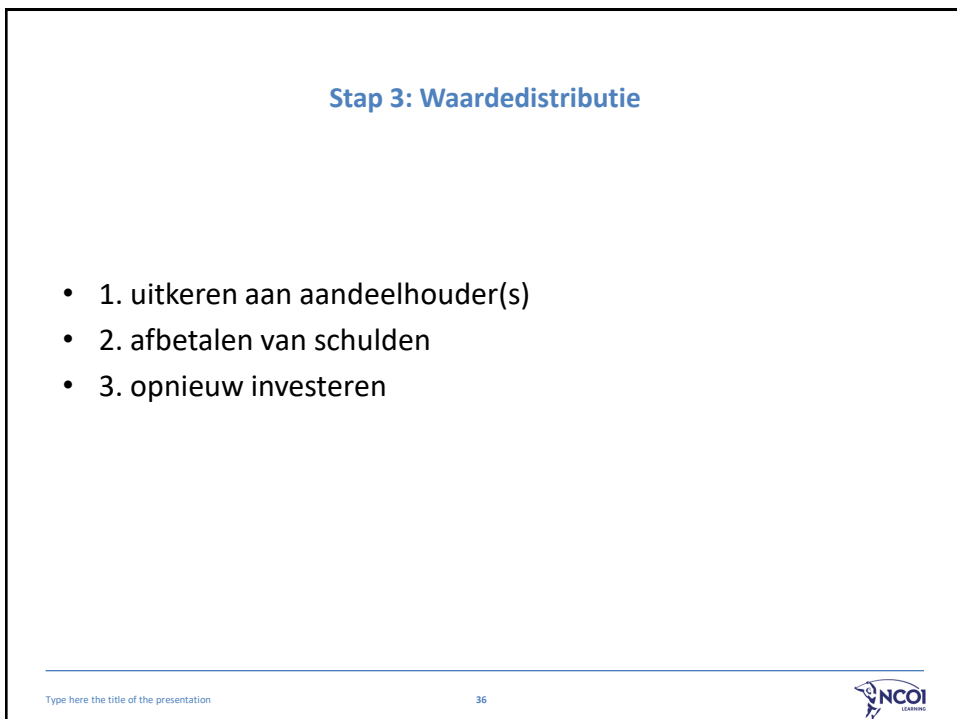 Stap 3: Waardedistributie
• 1. uitkeren aan aandeelhouder(s)
• 2. afbetalen van schulden
• 3. opnieuw investeren
Type here the title of the presentation
36
NCOI
LEARNING